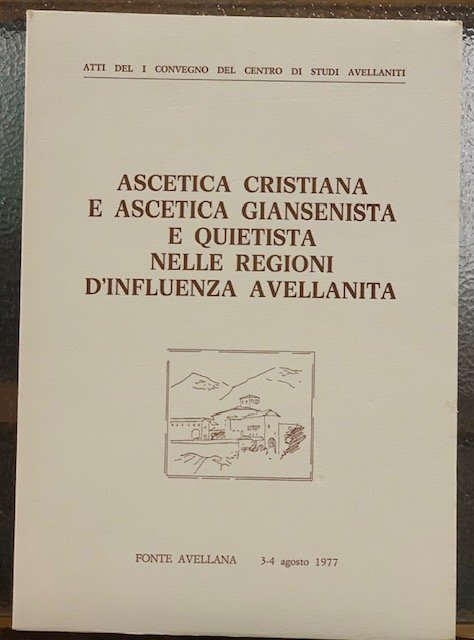 ATTI DEL I CONVEGNO DEL CENTRO DI STUDI AVELLANITI
ASCETICA CRISTIANA
E ASCETICA GIANSENISTA
E QUIETISTA
NELLE REGIONI
D'INFLUENZA AVELLANITA
FONTE AVELLANA 3-4 agosto 1977